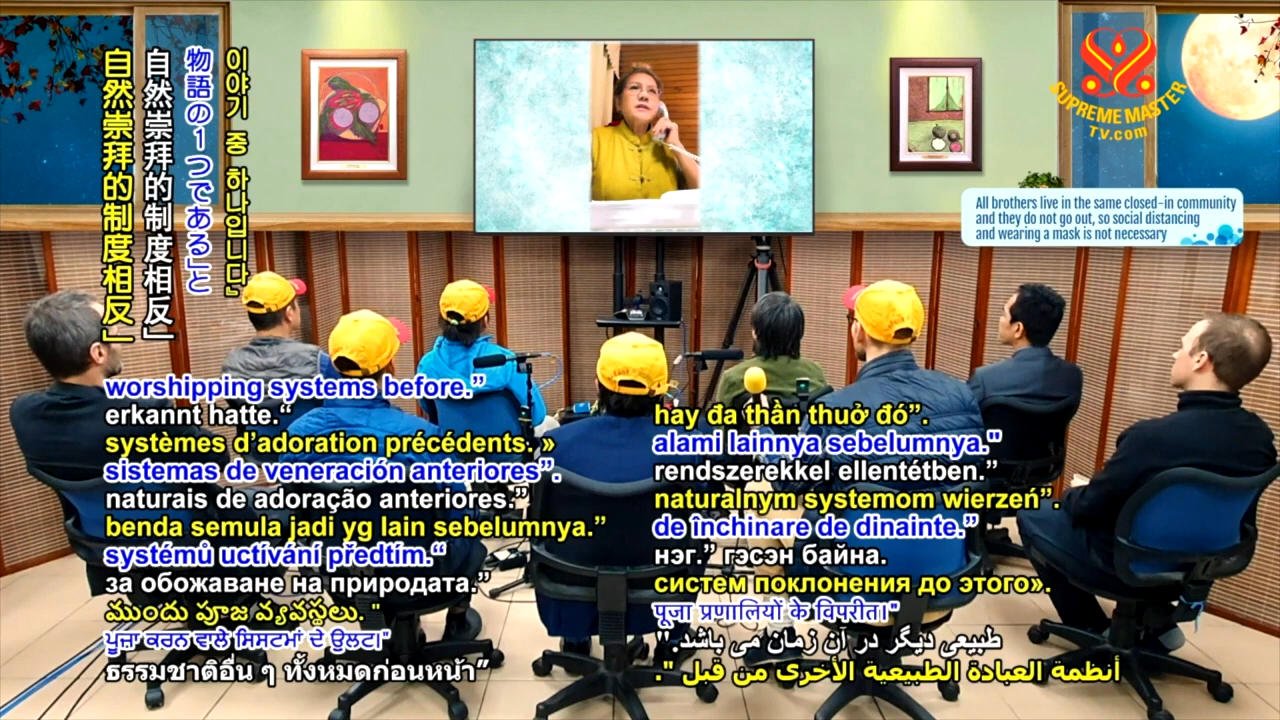 이야기 중 하나입니다』
物語の1つである」と
自然崇拜的制度相反」
自然崇拜的制度相反」
SUPREME MASTER
TV.com
All brothers live in the same closed-in community
and they do not go out, so social distancing
and wearing a mask is not necessary
worshipping systems before.”
erkannt hatte.“
systèmes d’adoration précédents. »
sistemas de veneración anteriores”.
naturais de adoração anteriores.”
benda semula jadi yg lain sebelumnya.”
systémů uctívání předtím.“
за обожаване на природата.”
ముందు పూజ వ్యవస్థలు. "
ਪੂਜਾ ਕਰਨ ਵਾਲੇ ਸਿਸਟਮਾਂ ਦੇ ਉਲਟ।"
ธรรมชาติอื่น ๆ ทั้งหมดก่อนหน้า”
hay đa thần thuở đó”.
alami lainnya sebelumnya."
rendszerekkel ellentétben.”
naturalnym systemom wierzeń”.
de închinare de dinainte.”
нэг.” гэсэн байна.
систем поклонения до этого».
पूजा प्रणालियों के विपरीत।"
طبیعی دیگر در آن زمان می باشد."
أنظمة العبادة الطبيعية الأخرى من قبل ".